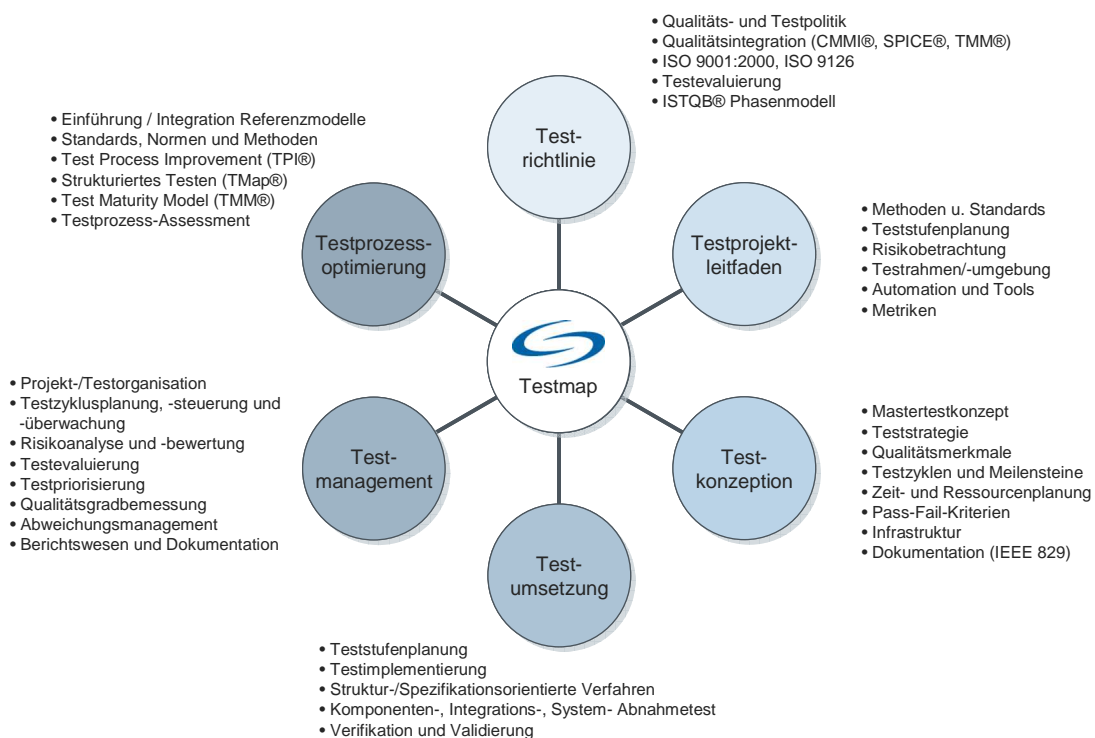 • Qualitäts- und Testpolitik
• Qualitätsintegration (CMMI®, SPICE®, TMM®)
• ISO 9001:2000, ISO 9126
• Testevaluierung
• ISTQB® Phasenmodell
Test-
richtlinie
• Einführung / Integration Referenzmodelle
• Standards, Normen und Methoden
• Test Process Improvement (TPI®)
• Strukturiertes Testen (TMap®)
• Test Maturity Model (TMM®)
• Testprozess-Assessment
Testprozess-
optimierung
Testprojekt-
leitfaden
• Methoden u. Standards
• Teststufenplanung
• Risikobetrachtung
• Testrahmen/-umgebung
• Automation und Tools
• Metriken
Testmap
• Projekt-/Testorganisation
• Testzyklusplanung, -steuerung und
-überwachung
• Risikoanalyse und -bewertung
• Testevaluierung
• Testpriorisierung
• Qualitätsgradbemessung
• Abweichungsmanagement
• Berichtswesen und Dokumentation
Test-
management
Test-
konzeption
• Mastertestkonzept
• Teststrategie
• Qualitätsmerkmale
• Testzyklen und Meilensteine
• Zeit- und Ressourcenplanung
• Pass-Fail-Kriterien
• Infrastruktur
• Dokumentation (IEEE 829)
Test-
umsetzung
• Teststufenplanung
• Testimplementierung
• Struktur-/Spezifikationsorientierte Verfahren
• Komponenten-, Integrations-, System- Abnahmetest
• Verifikation und Validierung